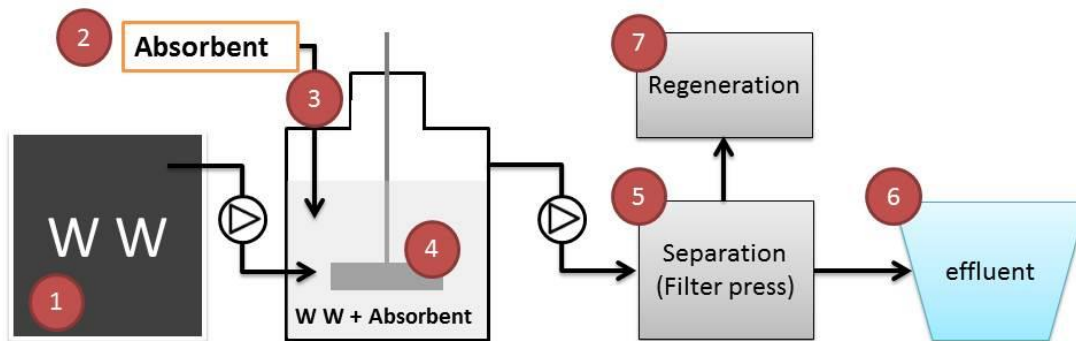 2
Absorbent
7
Regeneration
3
W W
1
4
W W + Absorbent
5
Separation
(Filter press)
6
effluent